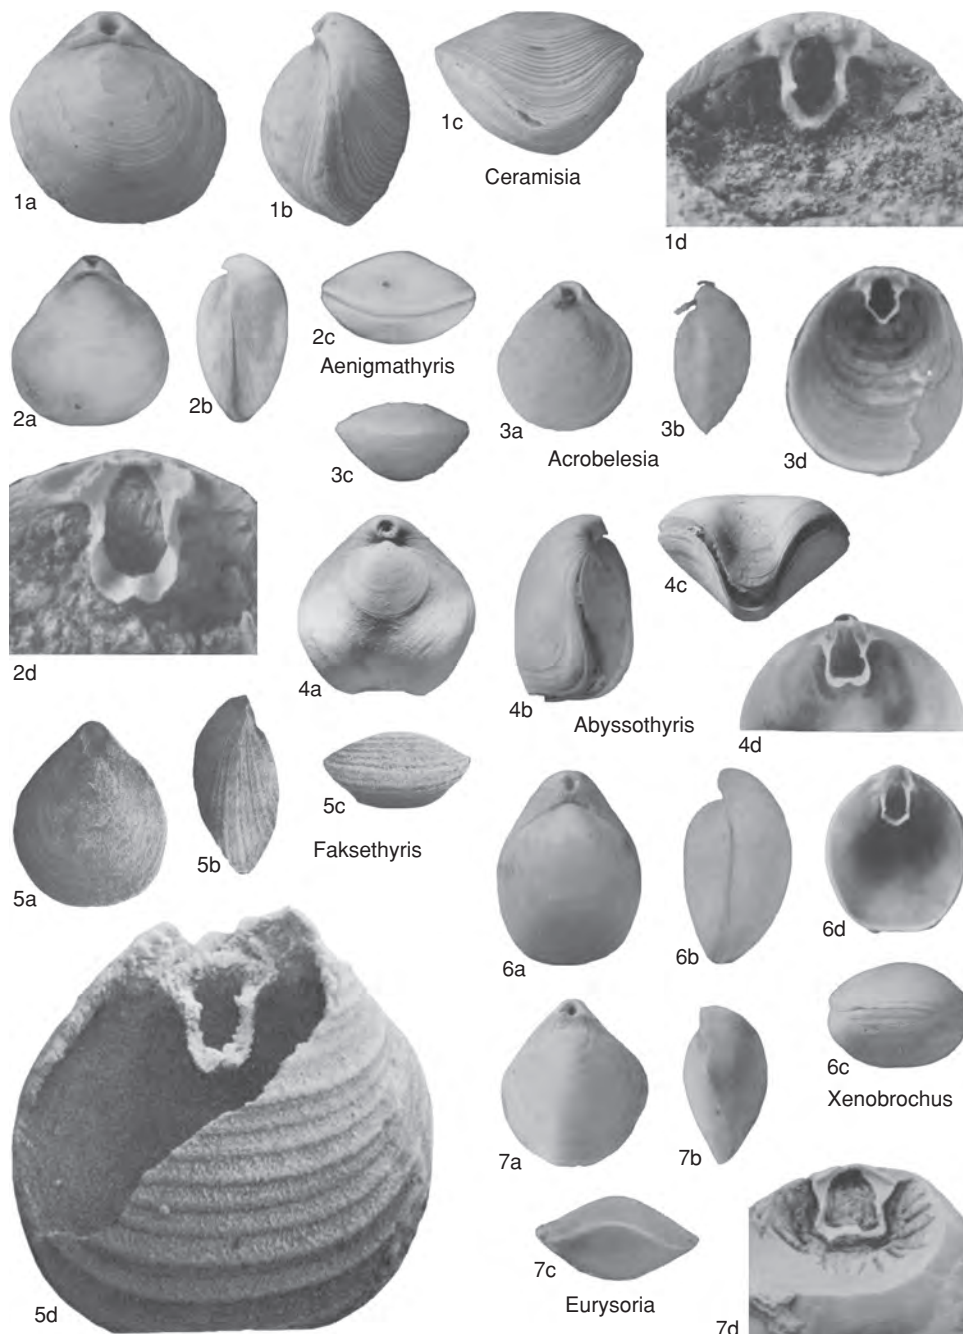 1a
1b
1c
Ceramisia
1d
2a
2b
2c
Aenigmathyris
3a
3b
Acrobelesia
3c
3d
2d
4a
4b
4c
Abyssothyris
4d
5a
5b
5c
Faksethyris
6a
6b
6d
6c
Xenobrochus
5d
7a
7b
7c
Eurysoria
7d